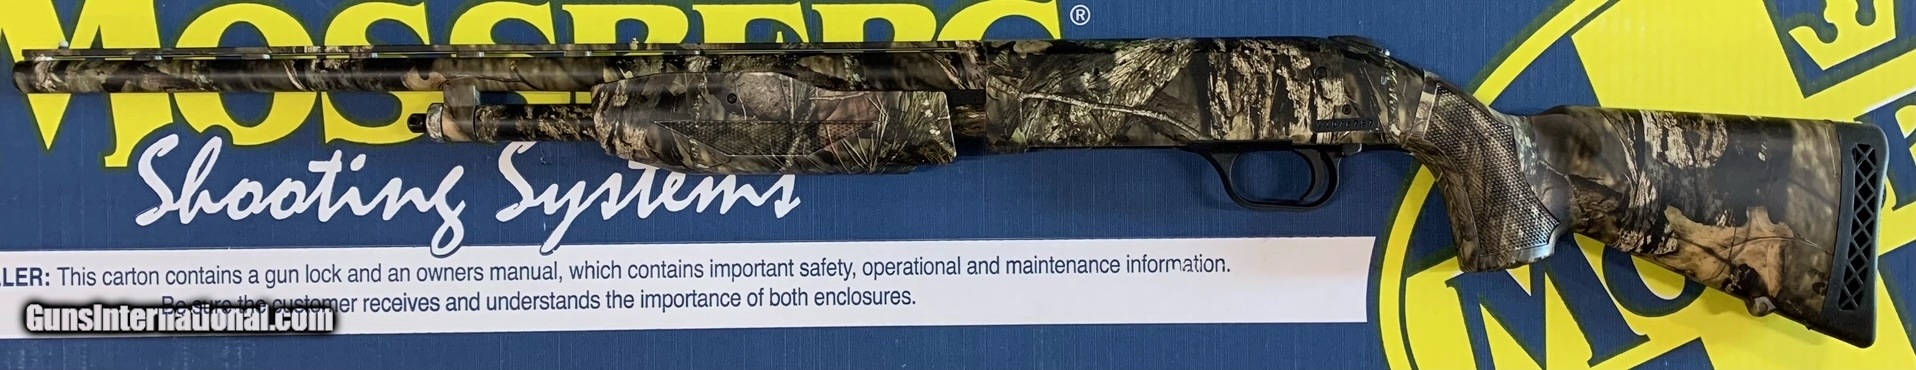 MOSSBERG®
Shooting Systems
LER: This carton contains a gun lock and an owners manual, which contains important safety, operational and maintenance information.
Be sure the customer receives and understands the importance of both enclosures.
GunsInternational.com